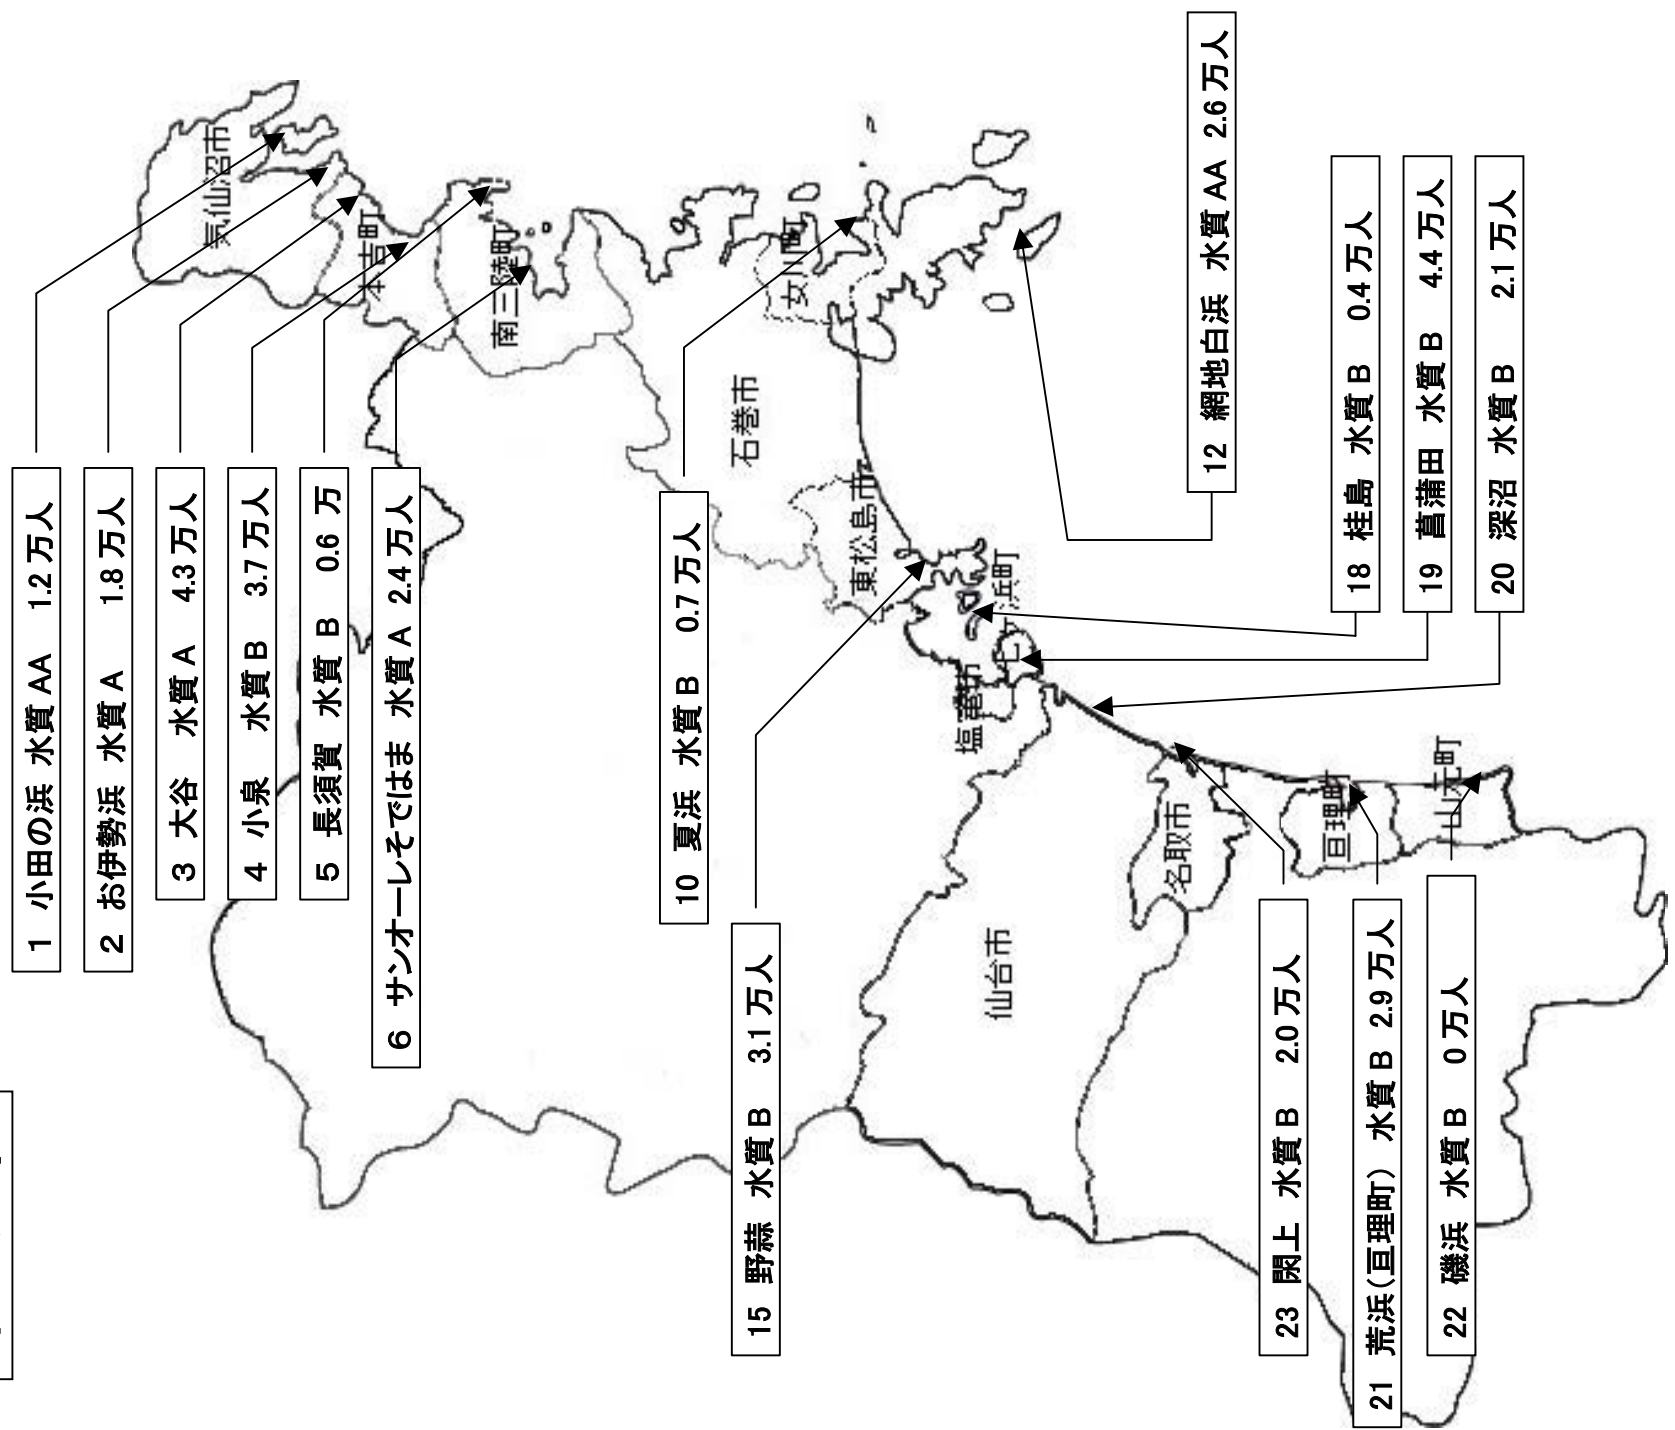 1 小田の浜 水質 AA 1.2 万人
2 お伊勢浜 水質 A 1.8 万人
3 大谷 水質 A 4.3 万人
4 小泉 水質 B 3.7 万人
5 長須賀 水質 B 0.6 万
6 サンオーレそではま 水質 A 2.4 万人
10 夏浜 水質 B 0.7 万人
15 野蒜 水質 B 3.1 万人
12 網地白浜 水質 AA 2.6 万人
18 桂島 水質 B 0.4 万人
19 菖蒲田 水質 B 4.4 万人
20 深沼 水質 B 2.1 万人
23 閖上 水質 B 2.0 万人
21 荒浜(亘理町) 水質 B 2.9 万人
22 磯浜 水質 B 0 万人
気仙沼市
本吉町
南三陸町
女川町
石巻市
東松島市
七ヶ浜町
塩竈市
仙台市
名取市
亘理町
山元町